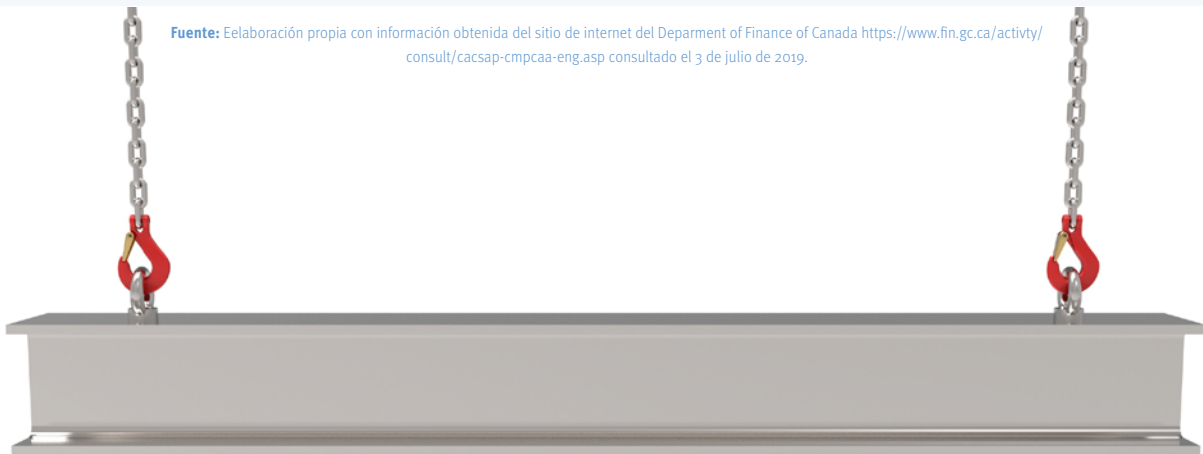 Fuente: Eelaboración propia con información obtenida del sitio de internet del Deparment of Finance of Canada https://www.fin.gc.ca/activty/
consult/cacsap-cmpcaa-eng.asp consultado el 3 de julio de 2019.